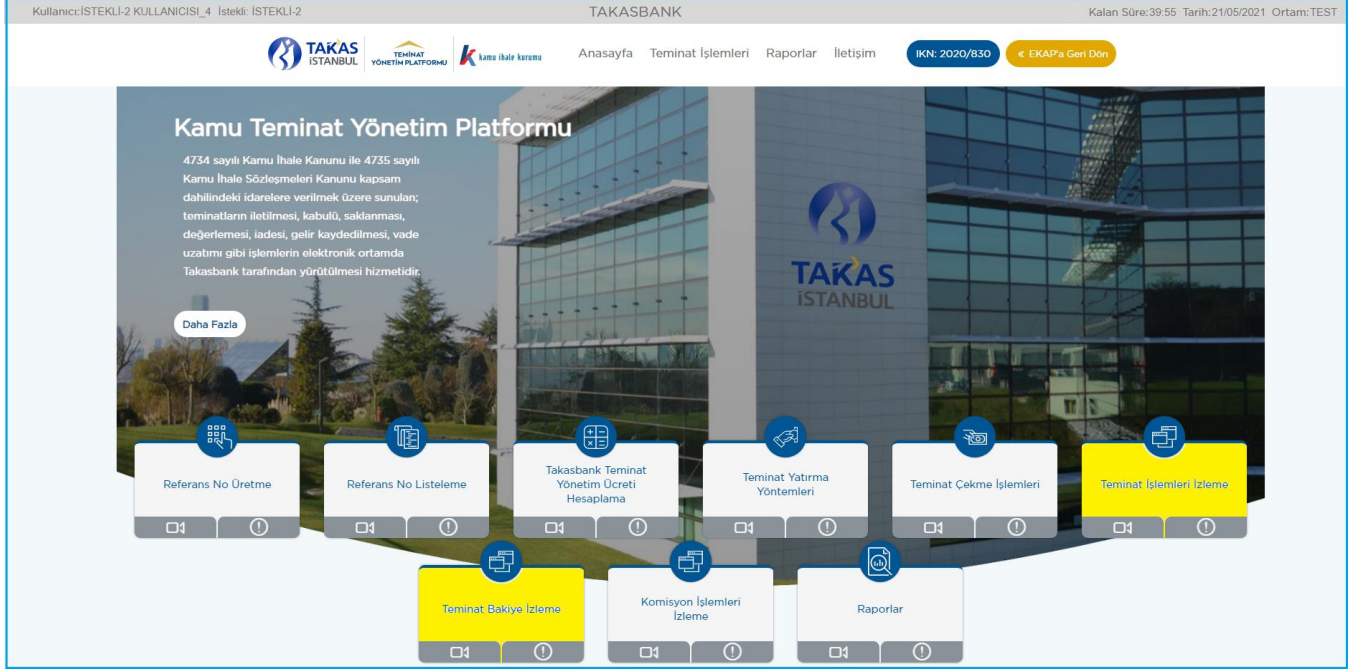 Kullanıcı:İSTEKLİ-2 KULLANICISI_4 İstekli: İSTEKLİ-2
TAKASBANK
Kalan Süre:39:55 Tarih:21/05/2021 Ortam:TEST
TAKAS
İSTANBUL
TEMİNAT
YÖNETİM PLATFORMU
kamu ihale kurumu
Anasayfa Teminat İşlemleri Raporlar İletişim
IKN: 2020/830
« EKAP'a Geri Dön
Kamu Teminat Yönetim Platformu
4734 sayılı Kamu İhale Kanunu ile 4735 sayılı
Kamu İhale Sözleşmeleri Kanunu kapsam
dahilindeki idarelere verilmek üzere sunulan;
teminatların iletilmesi, kabulü, saklanması,
değerlemesi, iadesi, gelir kaydedilmesi, vade
uzatımı gibi işlemlerin elektronik ortamda
Takasbank tarafından yürütülmesi hizmetidir.
Daha Fazla
TAKAS
İSTANBUL
Referans No Üretme
Referans No Listeleme
Takasbank Teminat
Yönetim Ücreti
Hesaplama
Teminat Yatırma
Yöntemleri
Teminat Çekme İşlemleri
Teminat İşlemleri İzleme
Teminat Bakiye İzleme
Komisyon İşlemleri
İzleme
Raporlar